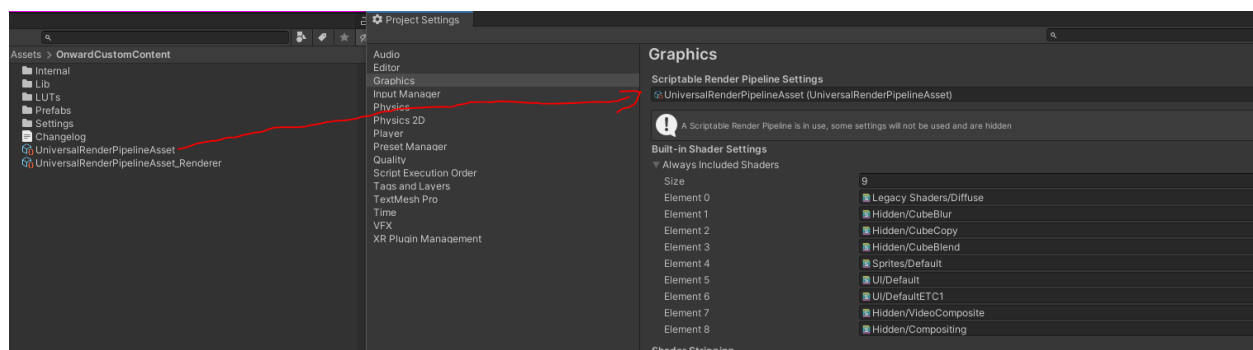 Project Settings
Assets > OnwardCustomContent
Internal
Lib
LUTs
Prefabs
Settings
Changelog
UniversalRenderPipelineAsset
UniversalRenderPipelineAsset_Renderer
Audio
Editor
Graphics
Input Manager
Physics
Physics 2D
Player
Preset Manager
Quality
Script Execution Order
Tags and Layers
TextMesh Pro
Time
VFX
XR Plugin Management
Graphics
Scriptable Render Pipeline Settings
UniversalRenderPipelineAsset (UniversalRenderPipelineAsset)
A Scriptable Render Pipeline is in use, some settings will not be used and are hidden
Built-in Shader Settings
Always Included Shaders
Size 9
Element 0 Legacy Shaders/Diffuse
Element 1 Hidden/CubeBlur
Element 2 Hidden/CubeCopy
Element 3 Hidden/CubeBlend
Element 4 Sprites/Default
Element 5 UI/Default
Element 6 UI/DefaultETC1
Element 7 Hidden/VideoComposite
Element 8 Hidden/Compositing
Shader Stripping